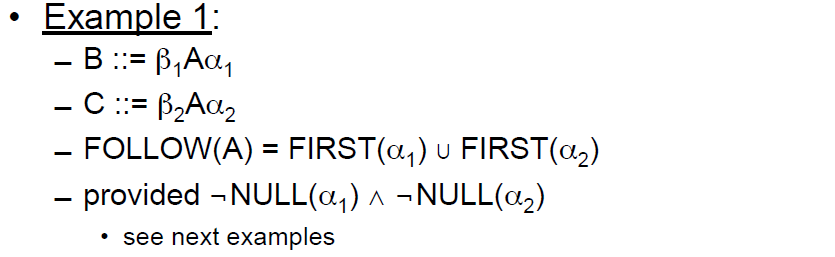 • Example 1:
– B ::= β₁Aα₁
– C ::= β₂Aα₂
– FOLLOW(A) = FIRST(α₁) ∪ FIRST(α₂)
– provided ¬NULL(α₁) ∧ ¬NULL(α₂)
• see next examples